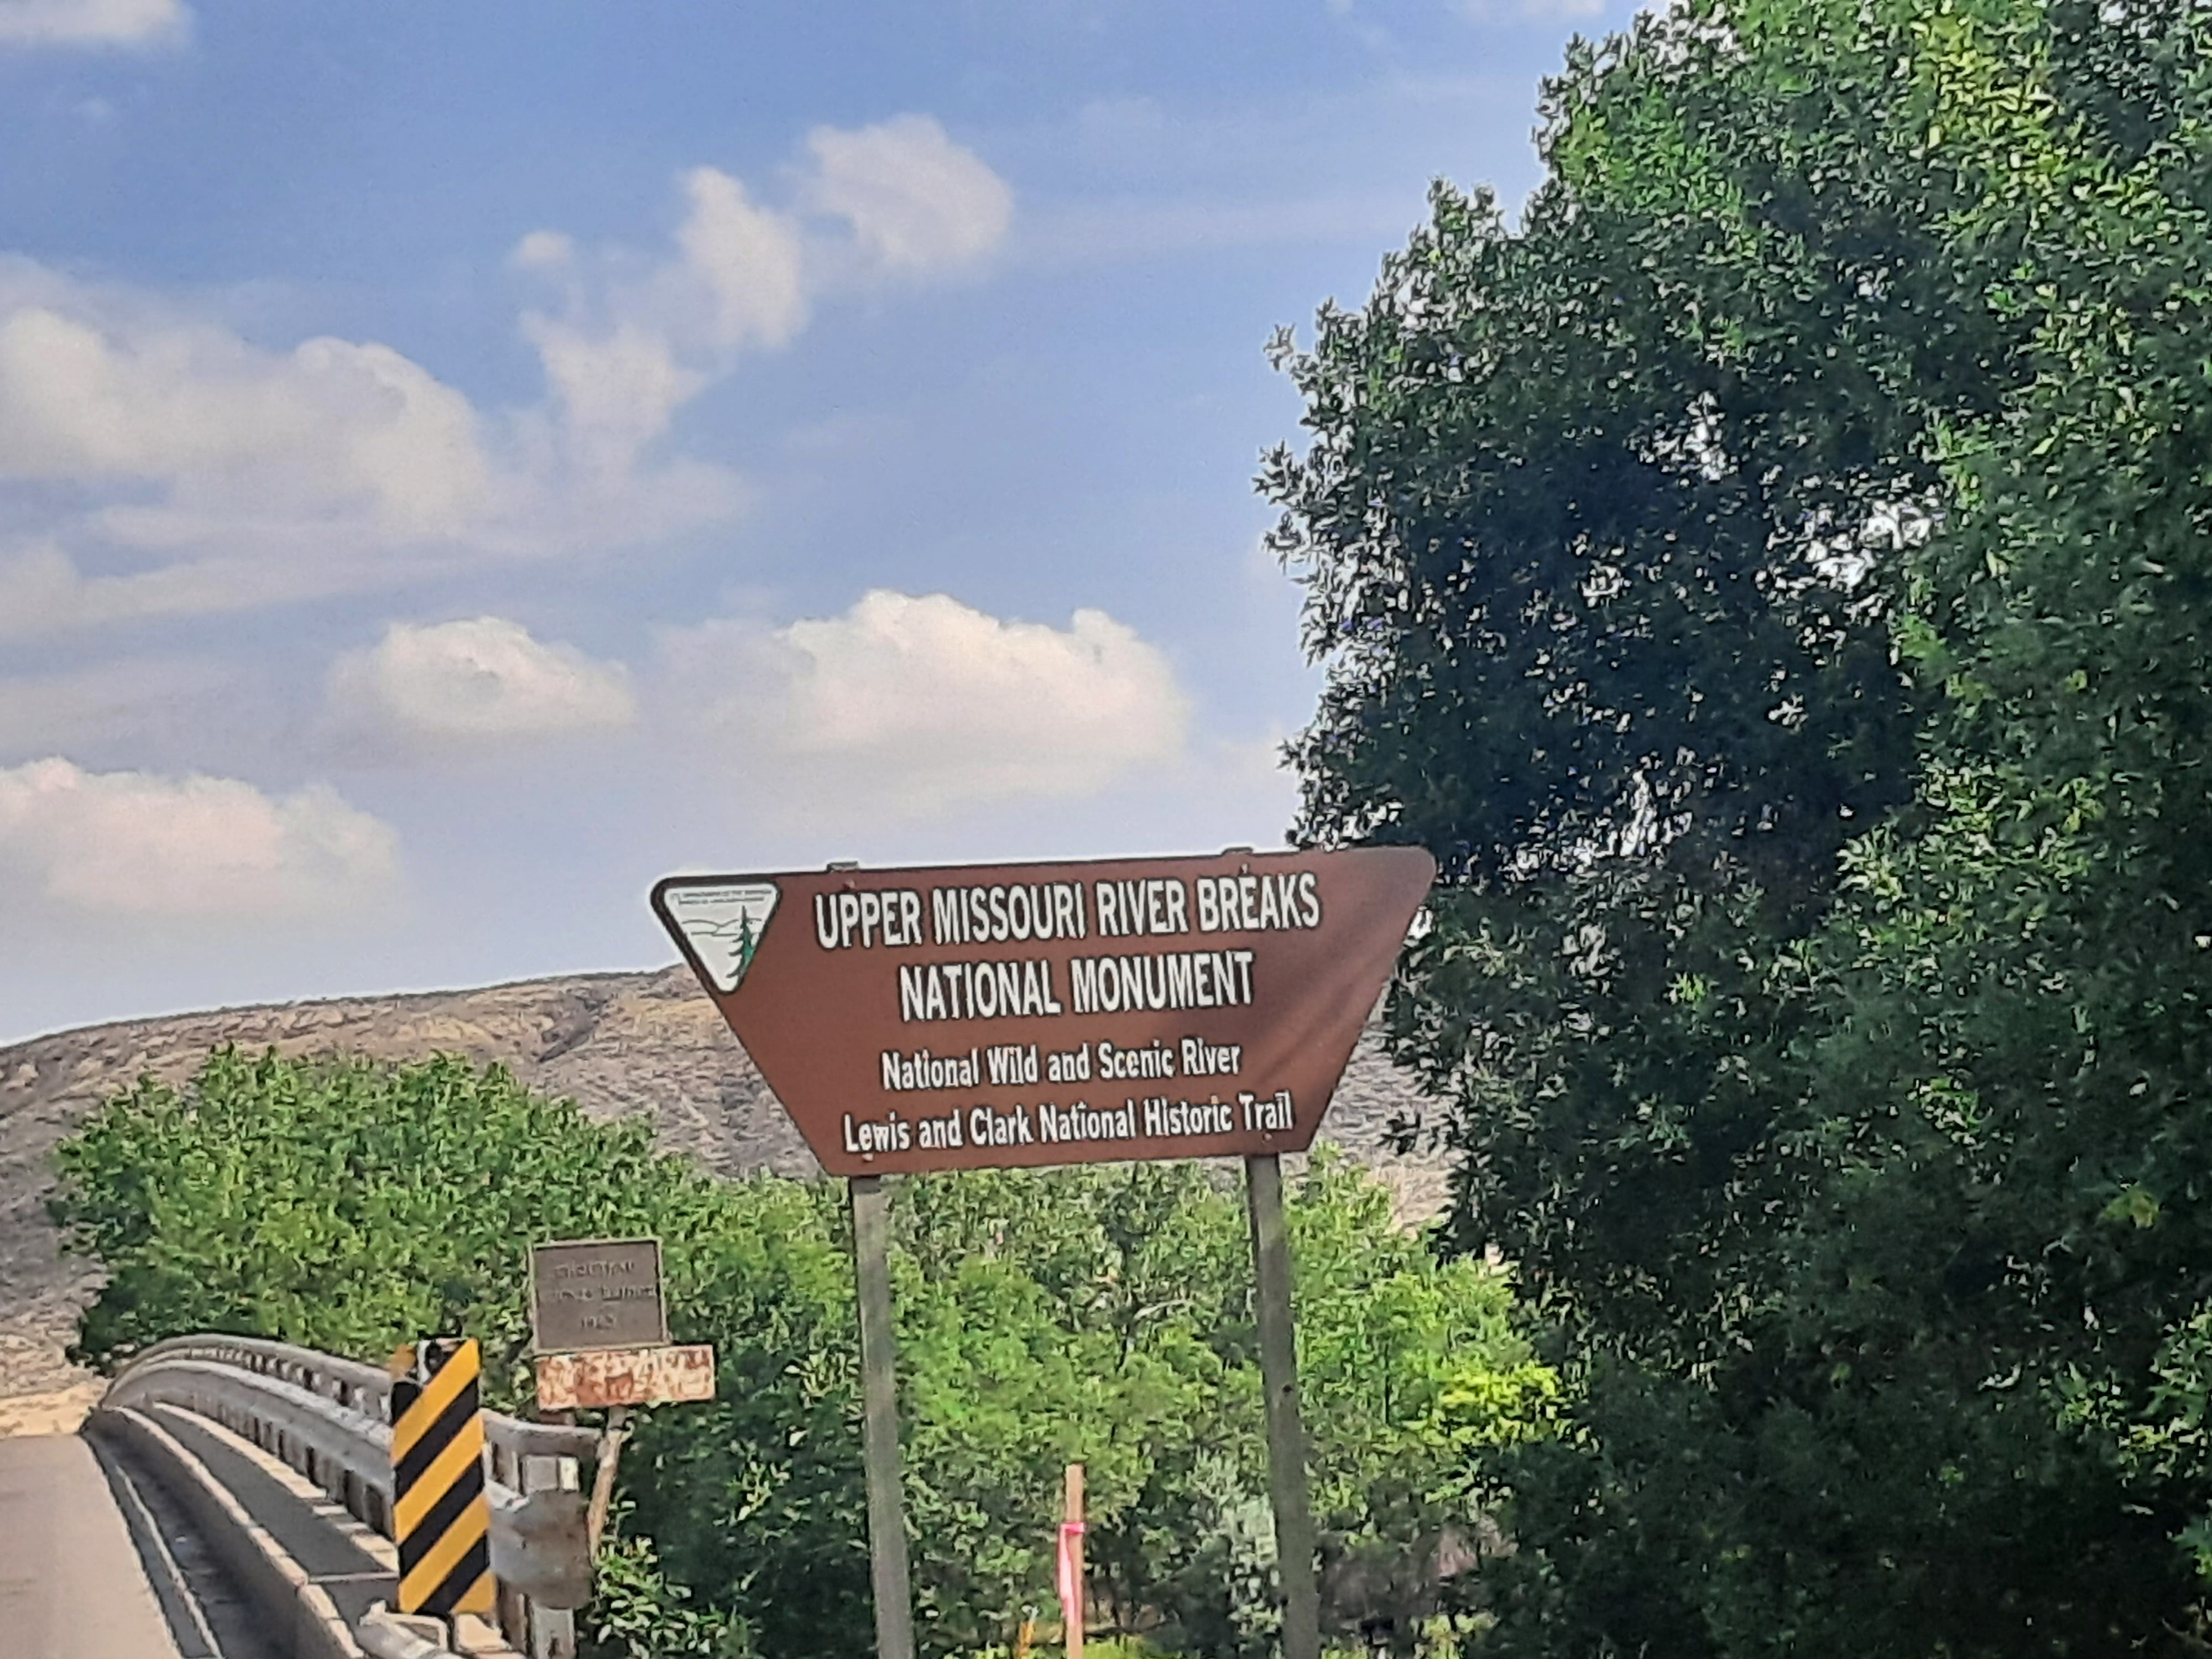 UPPER MISSOURI RIVER BREAKS
NATIONAL MONUMENT
National Wild and Scenic River
Lewis and Clark National Historic Trail